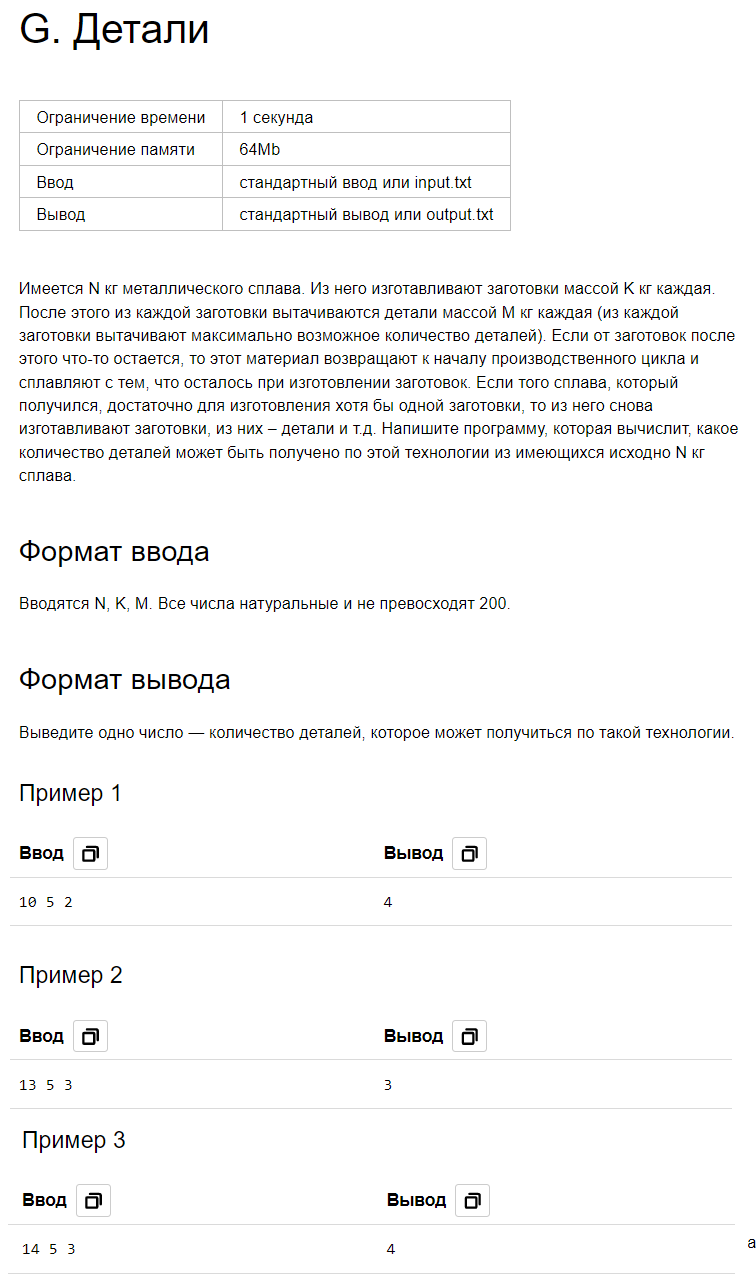 G. Детали
Ограничение времени 1 секунда
Ограничение памяти 64Mb
Ввод стандартный ввод или input.txt
Вывод стандартный вывод или output.txt
Имеется N кг металлического сплава. Из него изготавливают заготовки массой K кг каждая.
После этого из каждой заготовки вытачиваются детали массой M кг каждая (из каждой
заготовки вытачивают максимально возможное количество деталей). Если от заготовок после
этого что-то остается, то этот материал возвращают к началу производственного цикла и
сплавляют с тем, что осталось при изготовлении заготовок. Если того сплава, который
получился, достаточно для изготовления хотя бы одной заготовки, то из него снова
изготавливают заготовки, из них – детали и т.д. Напишите программу, которая вычислит, какое
количество деталей может быть получено по этой технологии из имеющихся исходно N кг
сплава.
Формат ввода
Вводятся N, K, M. Все числа натуральные и не превосходят 200.
Формат вывода
Выведите одно число — количество деталей, которое может получиться по такой технологии.
Пример 1
Ввод Вывод
10 5 2 4
Пример 2
Ввод Вывод
13 5 3 3
Пример 3
Ввод Вывод
14 5 3 4
а